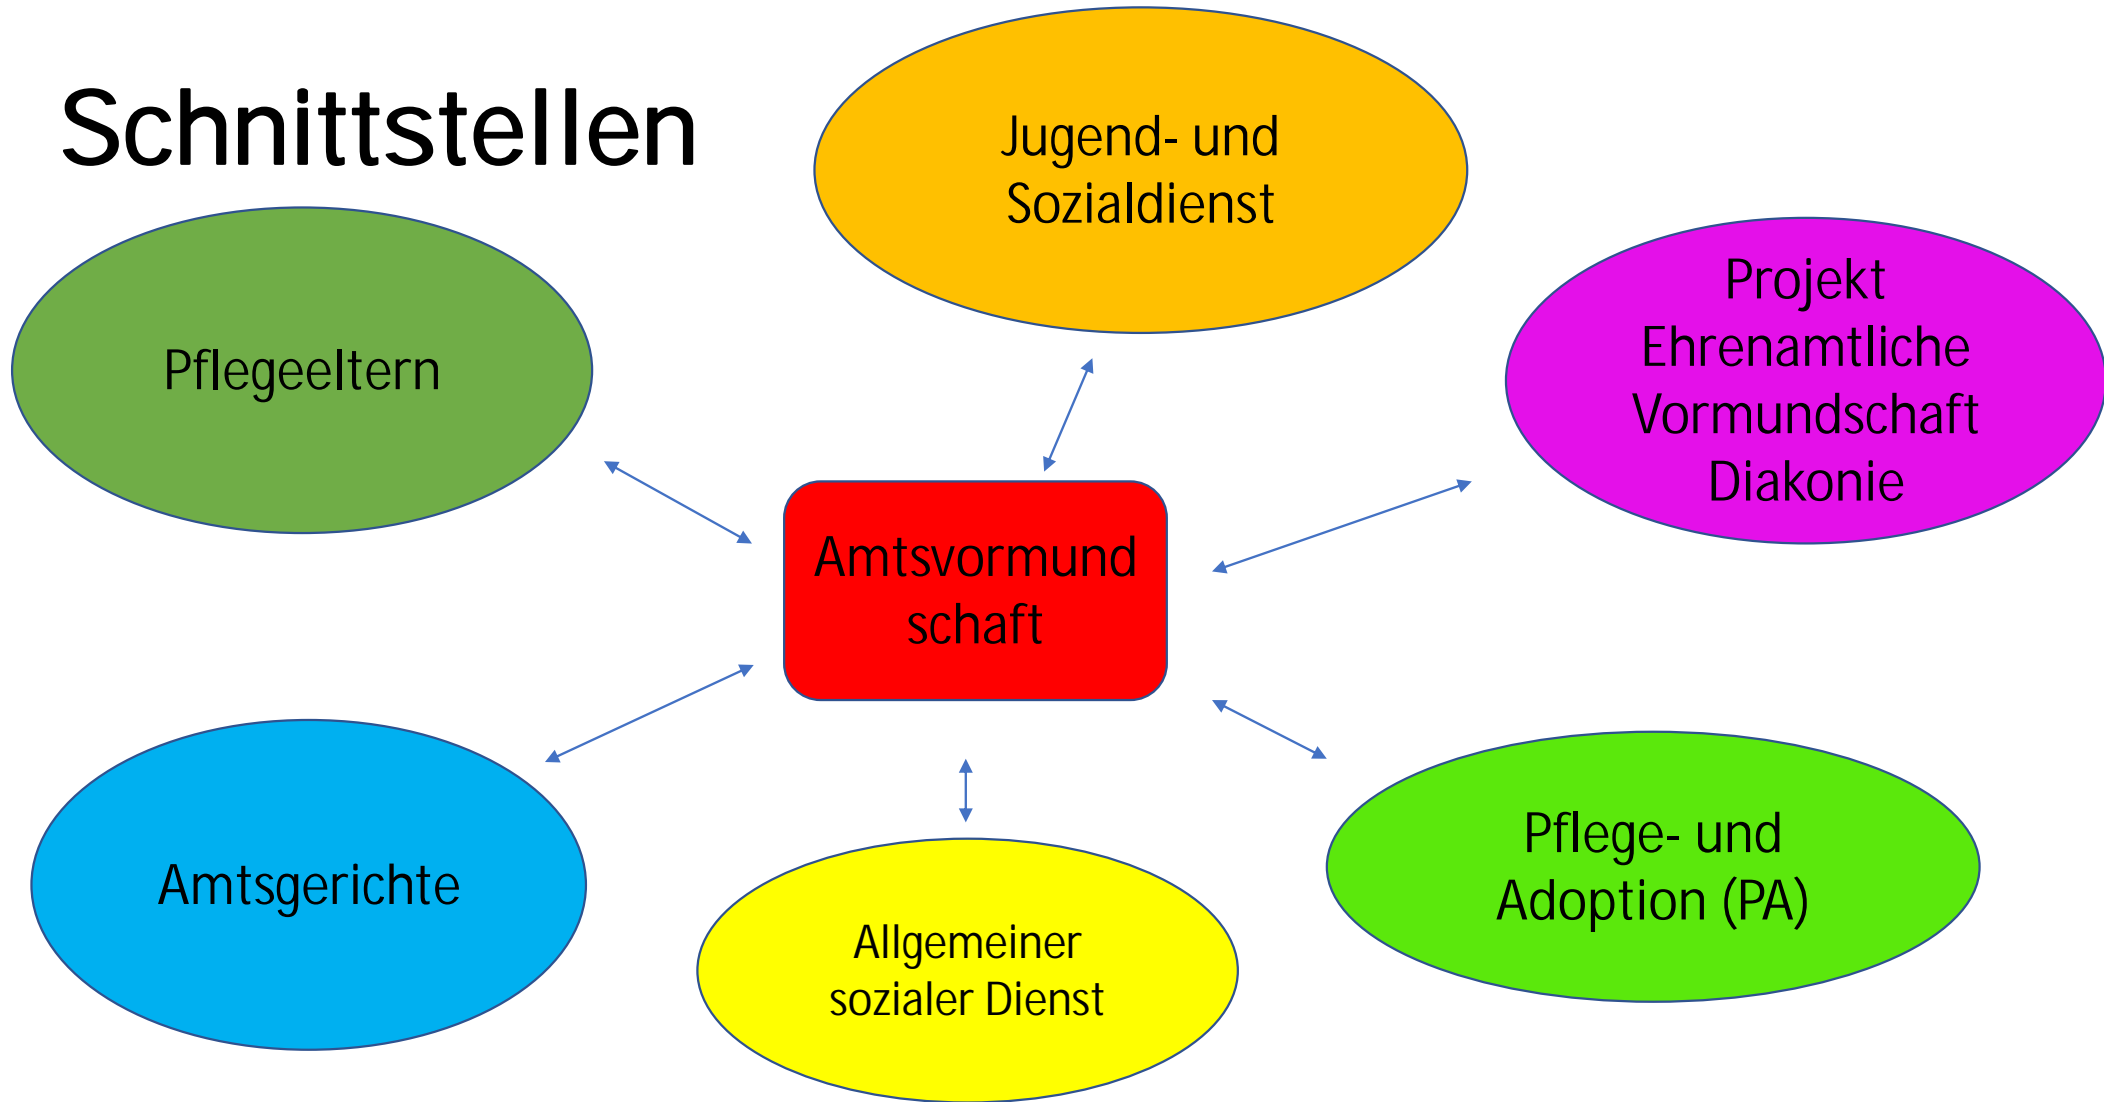 Schnittstellen
Jugend- und
Sozialdienst
Pflegeeltern
Projekt
Ehrenamtliche
Vormundschaft
Diakonie
Amtsvormund
schaft
Amtsgerichte
Allgemeiner
sozialer Dienst
Pflege- und
Adoption (PA)